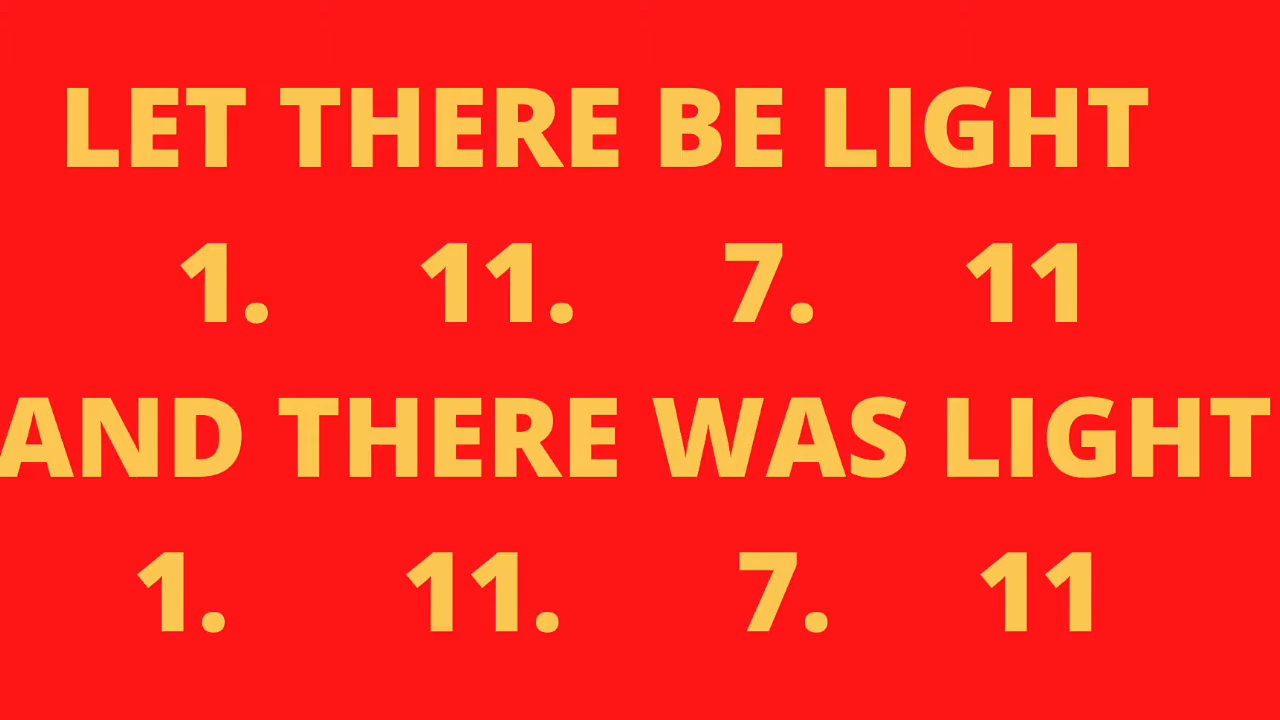 LET THERE BE LIGHT
1. 11. 7. 11
AND THERE WAS LIGHT
1. 11. 7. 11